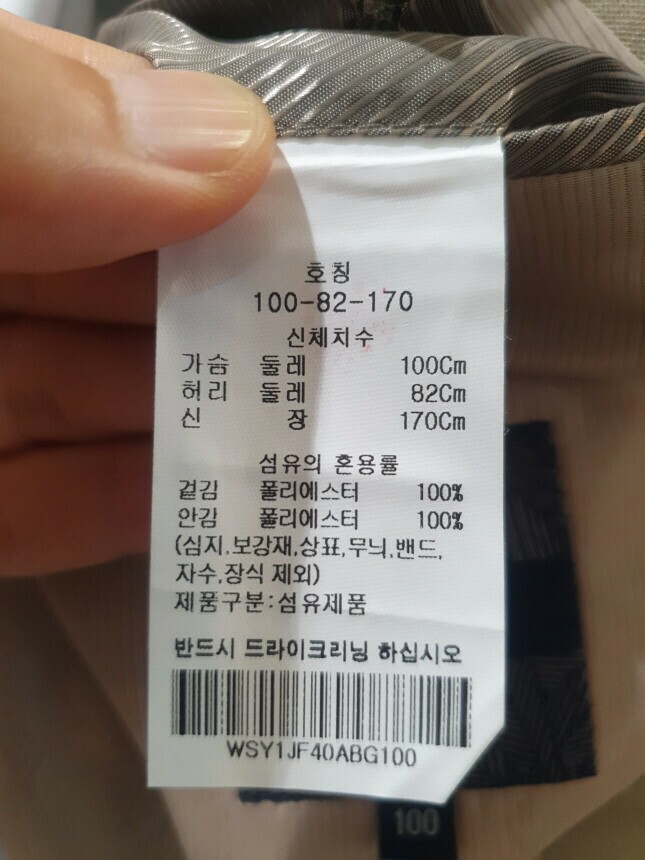 호칭
100-82-170
신체치수
가슴 둘레 100Cm
허리 둘레 82Cm
신 장 170Cm
섬유의 혼용률
겉감 폴리에스터 100%
안감 폴리에스터 100%
(심지,보강재,상표,무늬,밴드,
자수,장식 제외)
제품구분:섬유제품
반드시 드라이크리닝 하십시오
WSY1JF40ABG100
100